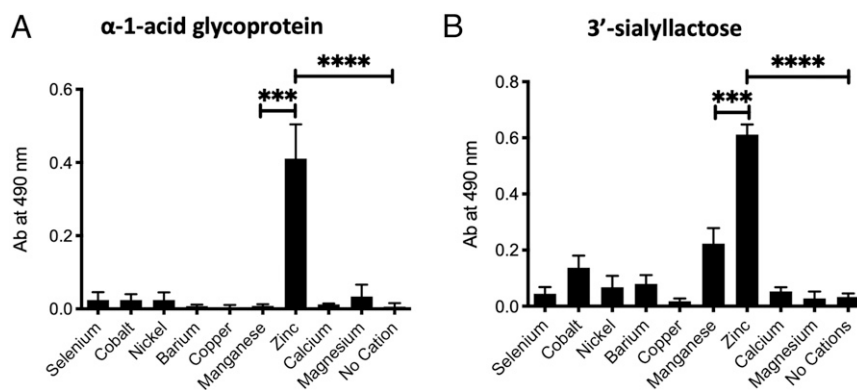 A
α-1-acid glycoprotein
****
***
0.6
0.4
0.2
0.0
Ab at 490 nm
Selenium
Cobalt
Nickel
Barium
Copper
Manganese
Zinc
Calcium
Magnesium
No Cation
B
3’-sialyllactose
****
***
0.8
0.6
0.4
0.2
0.0
Ab at 490 nm
Selenium
Cobalt
Nickel
Barium
Copper
Manganese
Zinc
Calcium
Magnesium
No Cations